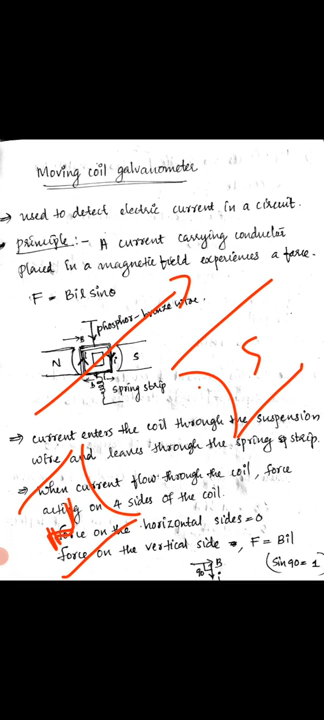 Moving coil galvanometer
⇒ used to detect electric current in a circuit.
• principle :- A current carrying conductor
placed in a magnetic field experiences a force.
F = Bil sinθ
phosphor-bronze wire.
N S
spring strip
⇒ current enters the coil through the suspension
wire and leaves through the spring strip.
⇒ when current flow through the coil, force
acting on 4 sides of the coil.
force on the horizontal sides = 0
force on the vertical side, F = Bil
90 B (sin 90 = 1)
i